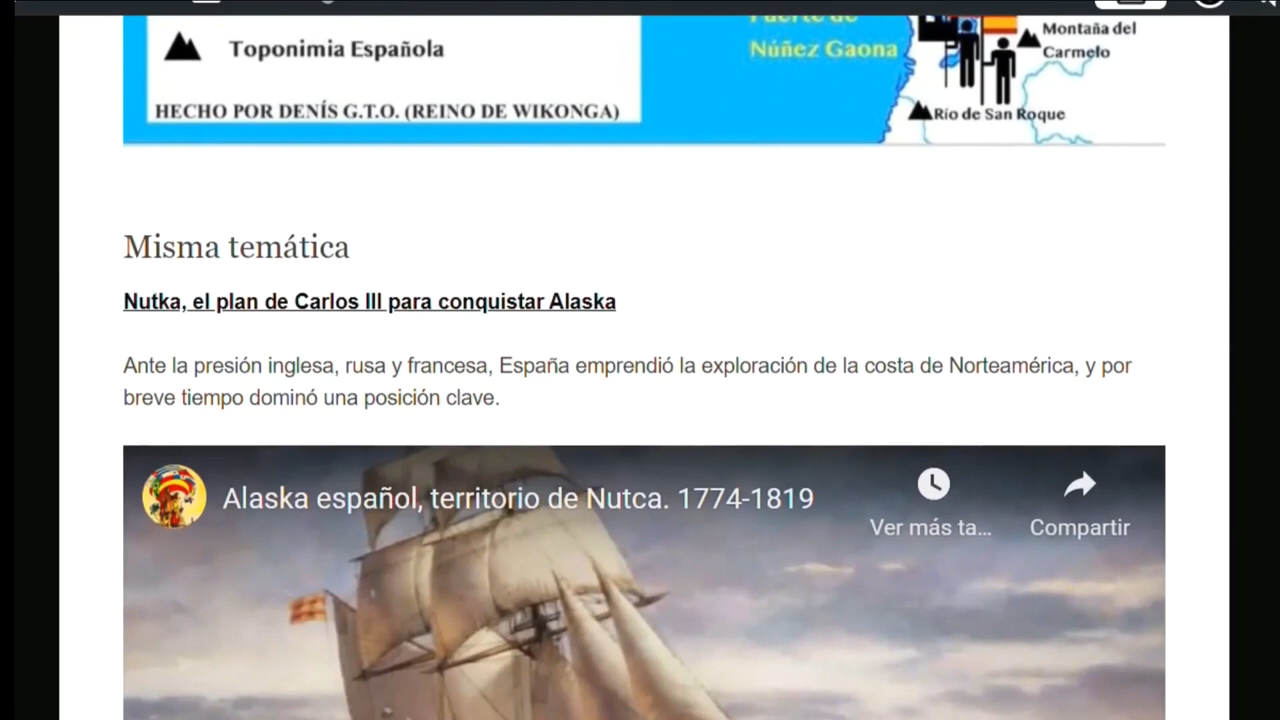 Fuerte de
Núñez Gaona
Montaña del
Carmelo
Toponimia Española
HECHO POR DENÍS G.T.O. (REINO DE WIKONGA)
Río de San Roque
Misma temática
Nutka, el plan de Carlos III para conquistar Alaska
Ante la presión inglesa, rusa y francesa, España emprendió la exploración de la costa de Norteamérica, y por
breve tiempo dominó una posición clave.
Alaska español, territorio de Nutca. 1774-1819
Ver más ta...
Compartir